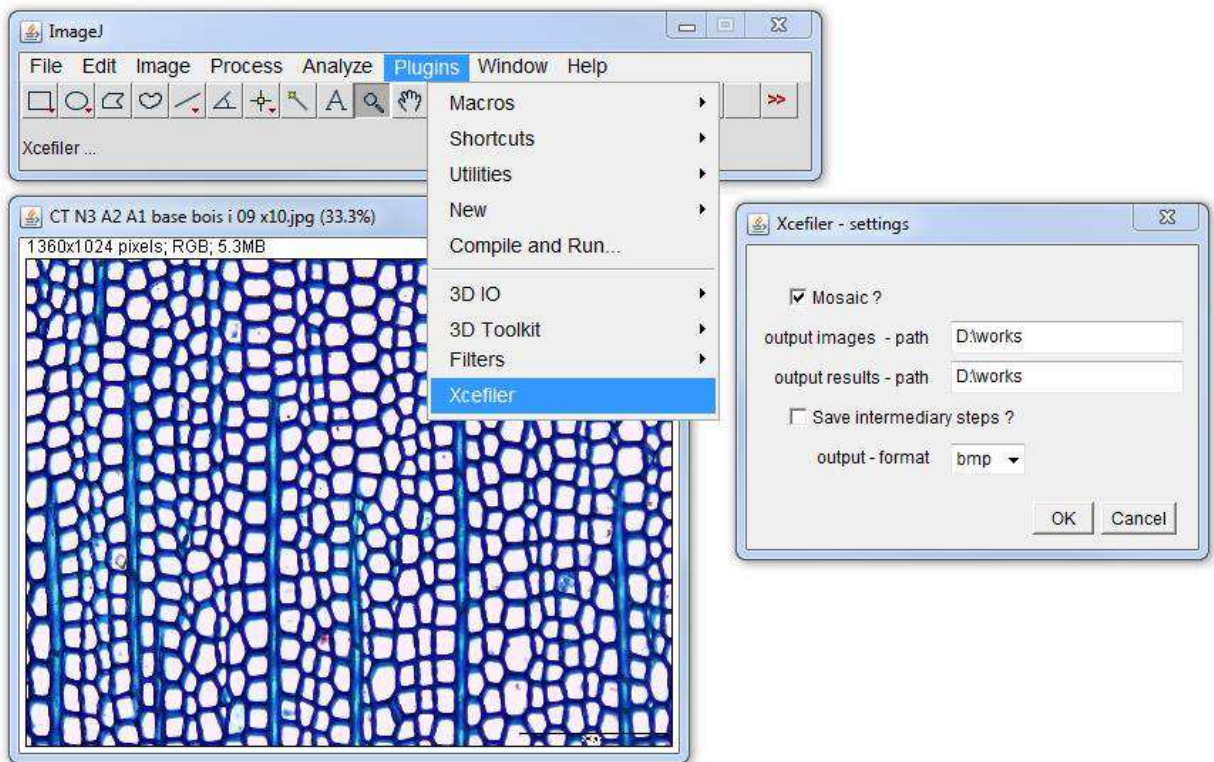 ImageJ
File Edit Image Process Analyze Plugins Window Help
A >>
Xcefiler ...
Macros
Shortcuts
Utilities
New
Compile and Run...
3D IO
3D Toolkit
Filters
Xcefiler
CT N3 A2 A1 base bois i 09 x10.jpg (33.3%)
1360x1024 pixels; RGB; 5.3MB
Xcefiler - settings
Mosaic ?
output images - path D:\works
output results - path D:\works
Save intermediary steps ?
output - format bmp
OK Cancel